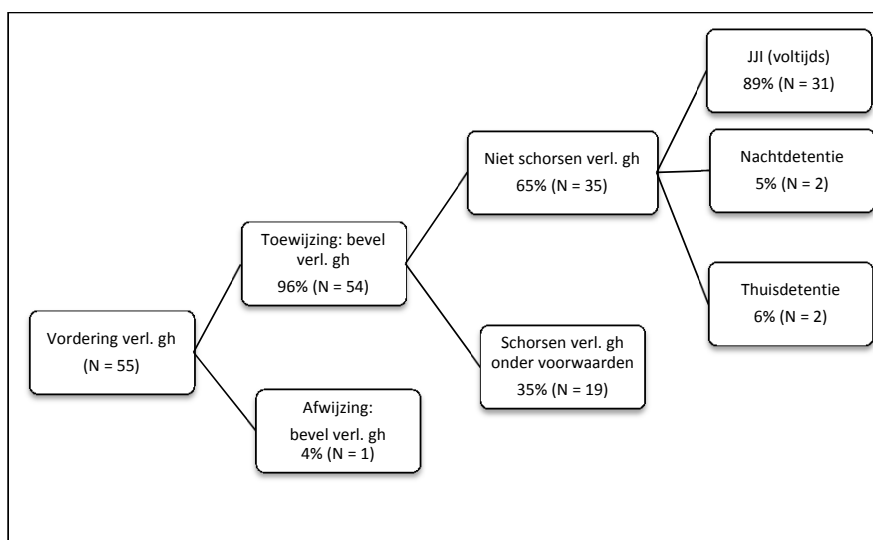 Vordering verl. gh
(N = 55)
Toewijzing: bevel
verl. gh
96% (N = 54)
Afwijzing:
bevel verl. gh
4% (N = 1)
Niet schorsen verl. gh
65% (N = 35)
Schorsen verl. gh
onder voorwaarden
35% (N = 19)
JJI (voltijds)
89% (N = 31)
Nachtdetentie
5% (N = 2)
Thuisdetentie
6% (N = 2)